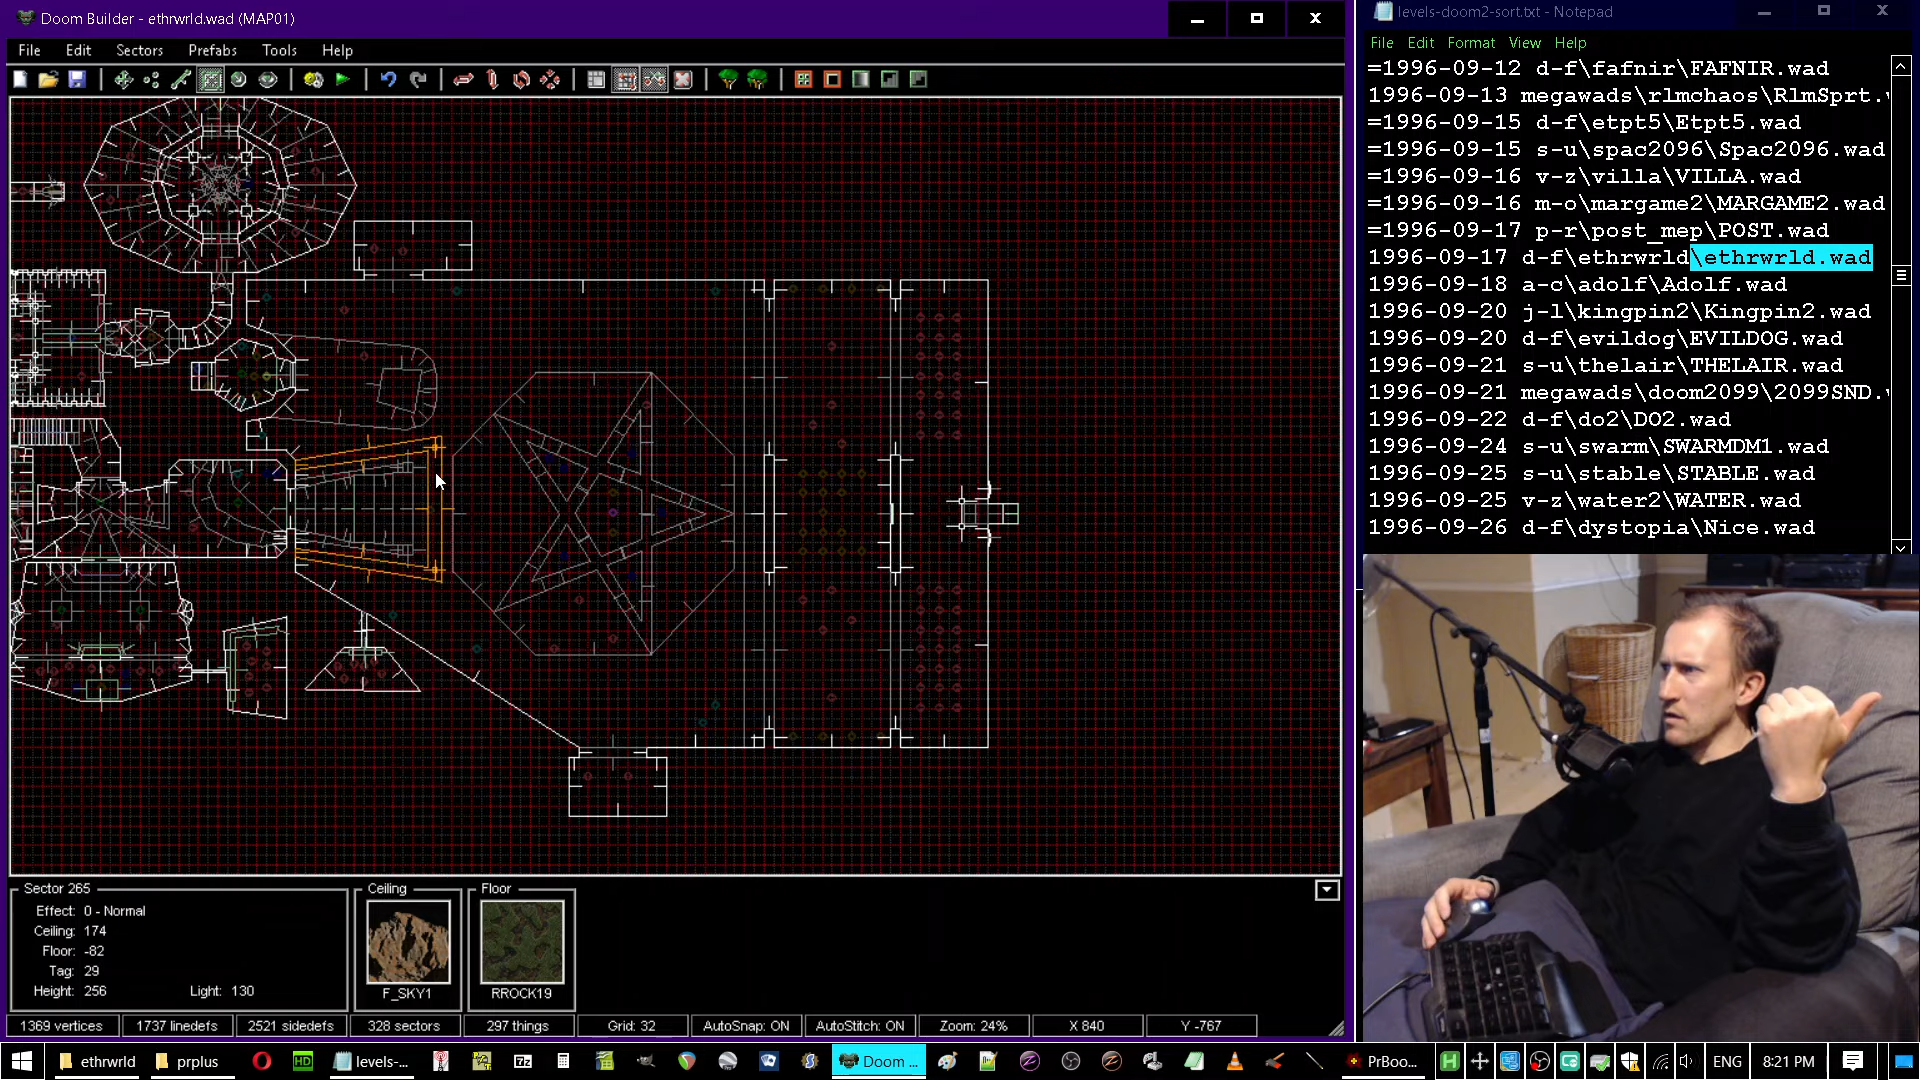 Doom Builder - ethrwrld.wad (MAP01)
File Edit Sectors Prefabs Tools Help
Sector 265
Effect: 0 - Normal
Ceiling: 174
Floor: -82
Tag: 29
Height: 256 Light: 130
Ceiling
F_SKY1
Floor
RROCK19
1369 vertices 1737 linedefs 2521 sidedefs 328 sectors 297 things Grid: 32 AutoSnap: ON AutoStitch: ON Zoom: 24% X 840 Y -767
levels-doom2-sort.txt - Notepad
File Edit Format View Help
=1996-09-12 d-f\fafnir\FAFNIR.wad
1996-09-13 megawads\rlmchaos\RlmSprt.
=1996-09-15 d-f\etpt5\Etpt5.wad
=1996-09-15 s-u\spac2096\Spac2096.wad
=1996-09-16 v-z\villa\VILLA.wad
=1996-09-16 m-o\margame2\MARGAME2.wad
=1996-09-17 p-r\post_mep\POST.wad
1996-09-17 d-f\ethrwrld\ethrwrld.wad
1996-09-18 a-c\adolf\Adolf.wad
1996-09-20 j-l\kingpin2\Kingpin2.wad
1996-09-20 d-f\evildog\EVILDOG.wad
1996-09-21 s-u\thelair\THELAIR.wad
1996-09-21 megawads\doom2099\2099SND.
1996-09-22 d-f\do2\DO2.wad
1996-09-24 s-u\swarm\SWARMDM1.wad
1996-09-25 s-u\stable\STABLE.wad
1996-09-25 v-z\water2\WATER.wad
1996-09-26 d-f\dystopia\Nice.wad
ethrwrld prplus HD levels-... 7z Doom ... PrBoo... ENG 8:21 PM